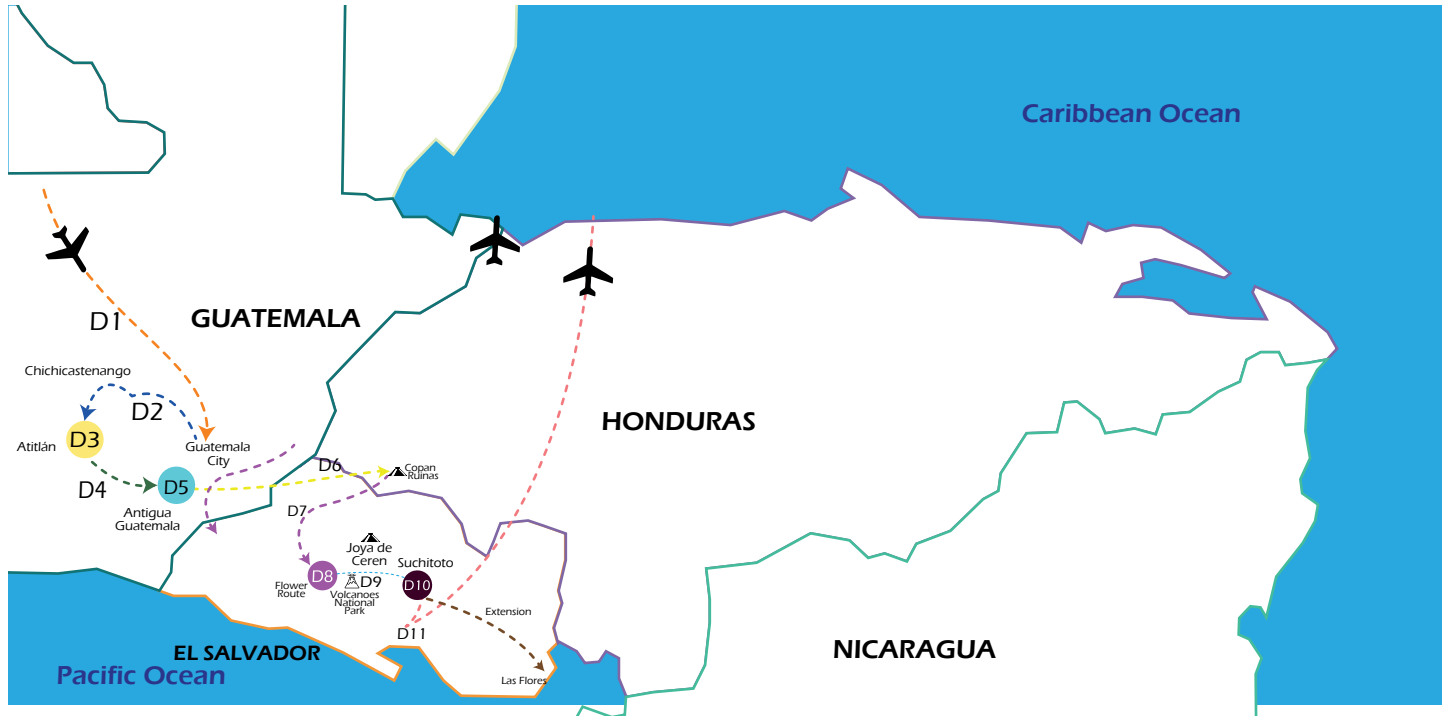 Caribbean Ocean
D1
GUATEMALA
Chichicastenango
D2
HONDURAS
Atitlán
D3
Guatemala
City
D6
Copan
Ruinas
D4
D5
Antigua
Guatemala
D7
Joya de
Ceren
Suchitoto
D8
D9
D10
Flower
Route
Volcanoes
National
Park
Extension
D11
EL SALVADOR
NICARAGUA
Pacific Ocean
Las Flores